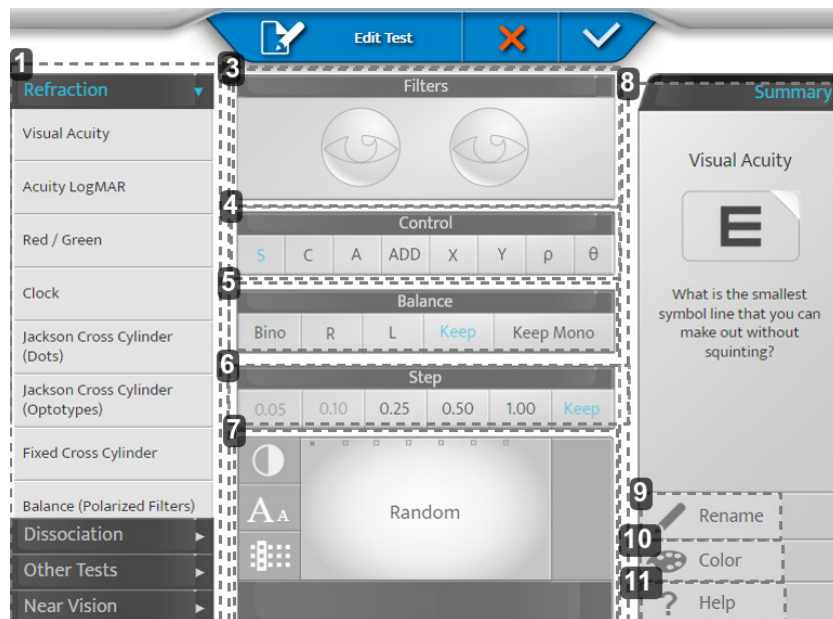 Edit Test
1
Refraction
Visual Acuity
Acuity LogMAR
Red / Green
Clock
Jackson Cross Cylinder
(Dots)
Jackson Cross Cylinder
(Optotypes)
Fixed Cross Cylinder
Balance (Polarized Filters)
Dissociation
Other Tests
Near Vision
3
Filters
4
Control
S C A ADD X Y ρ θ
5
Balance
Bino R L Keep Keep Mono
6
Step
0.05 0.10 0.25 0.50 1.00 Keep
7
A A
Random
8
Summary
Visual Acuity
E
What is the smallest
symbol line that you can
make out without
squinting?
9
Rename
10
Color
11
? Help